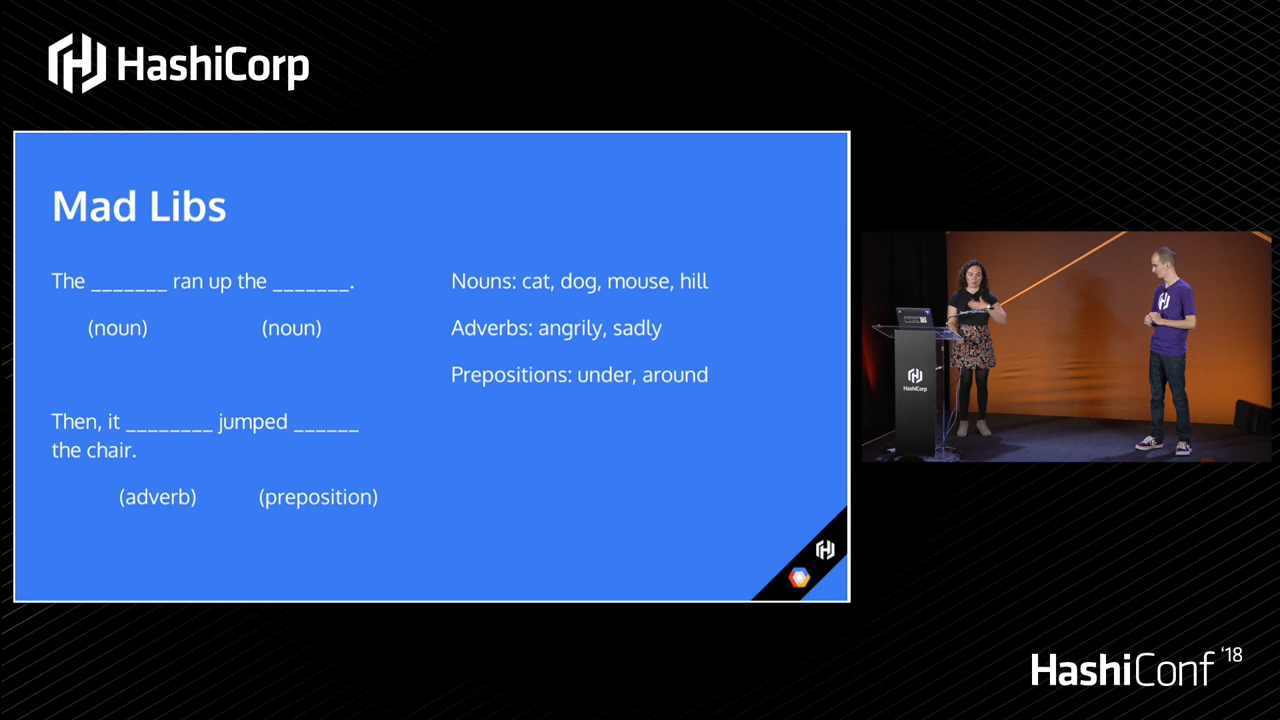 HashiCorp
Mad Libs
The _______ ran up the _______.
(noun) (noun)
Then, it ________ jumped ______
the chair.
(adverb) (preposition)
Nouns: cat, dog, mouse, hill
Adverbs: angrily, sadly
Prepositions: under, around
HashiCorp
HashiConf '18